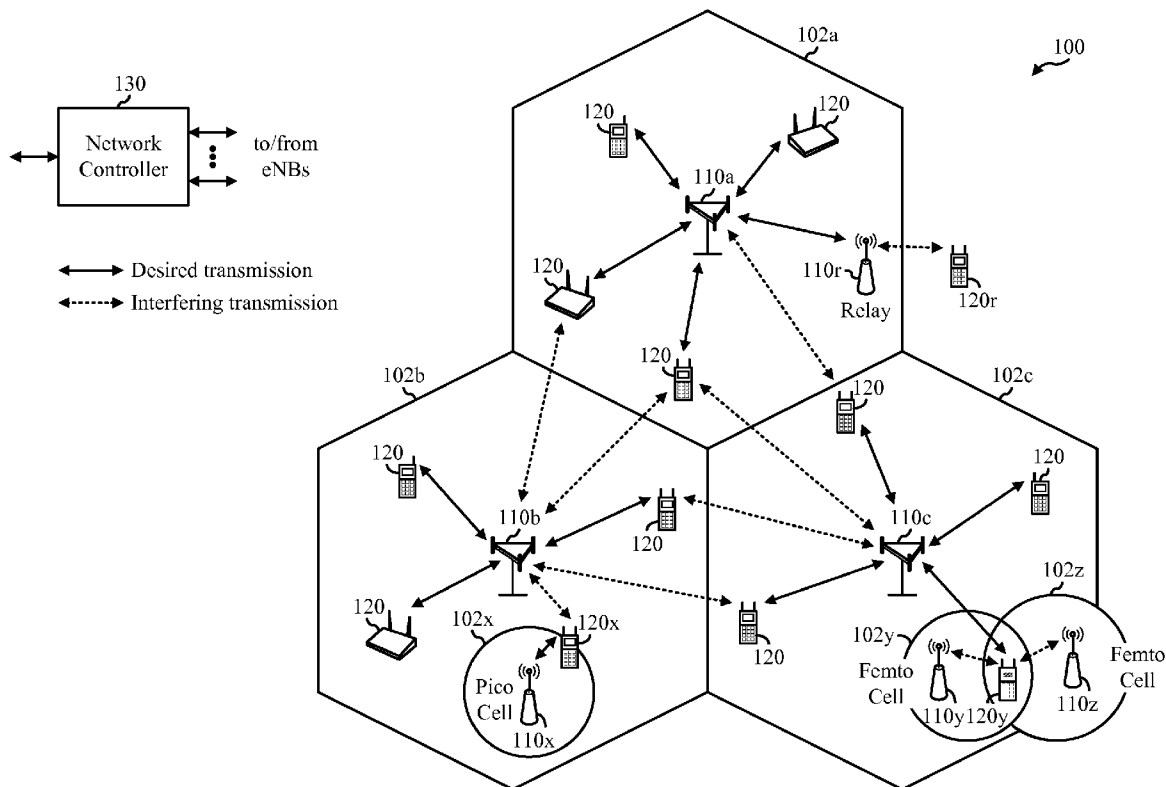 102a
100
130
Network
Controller
to/from
eNBs
120
120
110a
Desired transmission
Interfering transmission
120
110r
Relay
120r
102b
120
120
102c
120
120
110b
120
110c
120
120
102x
120x
120
102z
102y
Pico
Cell
110x
Femto
Cell
110y
120y
110z
Femto
Cell